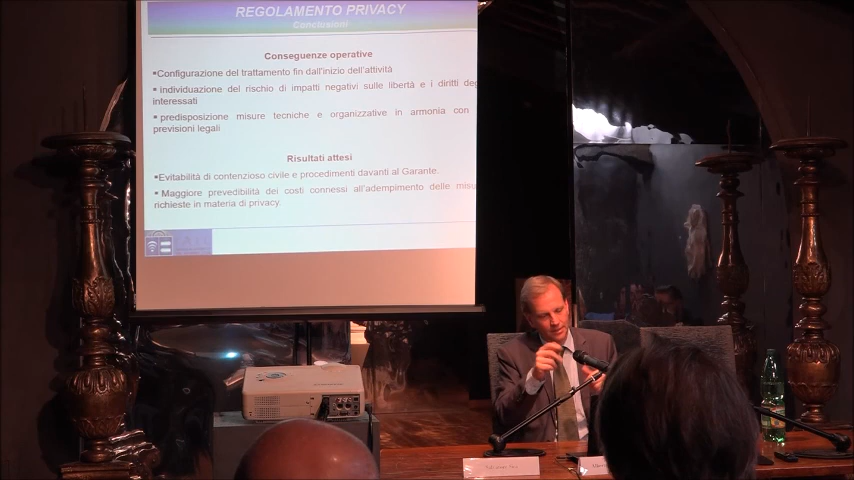 REGOLAMENTO PRIVACY
Conclusioni
Conseguenze operative
▪Configurazione del trattamento fin dall'inizio dell'attività
▪ individuazione del rischio di impatti negativi sulle libertà e i diritti deg
interessati
▪ predisposizione misure tecniche e organizzative in armonia con
previsioni legali
Risultati attesi
▪Evitabilità di contenzioso civile e procedimenti davanti al Garante.
▪ Maggiore prevedibilità dei costi connessi all'adempimento delle misu
richieste in materia di privacy.